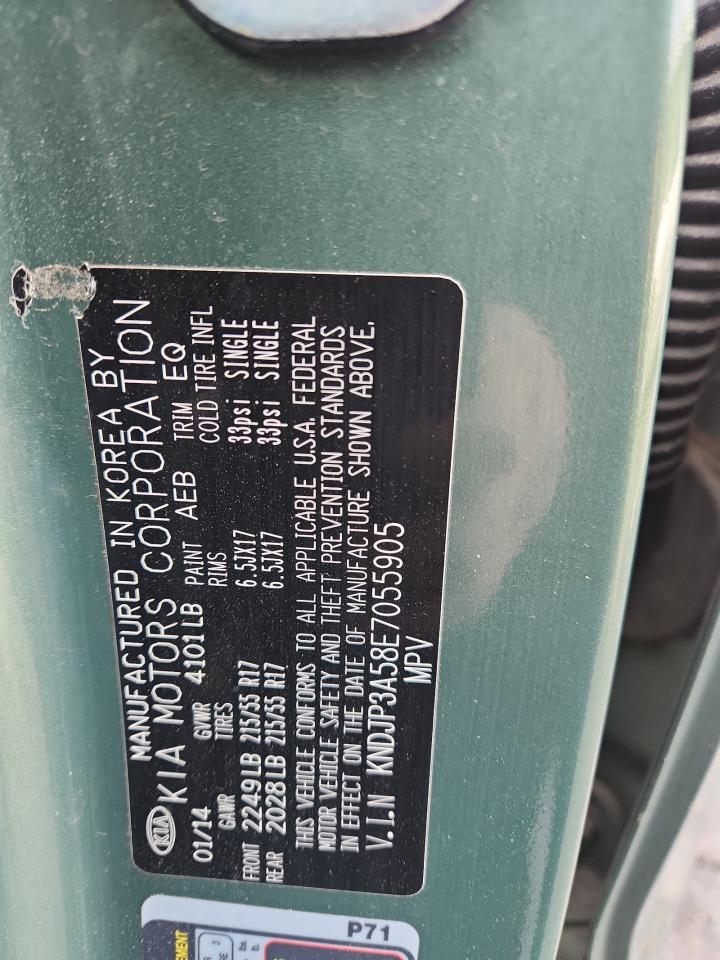 MANUFACTURED IN KOREA BY
KIA KIA MOTORS CORPORATION
01/14 GVWR 4101LB PAINT AEB TRIM EQ
GAWR TIRES RIMS COLD TIRE INFL
FRONT 2249LB 215/55 R17 6.5JX17 33psi SINGLE
REAR 2028LB 215/55 R17 6.5JX17 33psi SINGLE
THIS VEHICLE CONFORMS TO ALL APPLICABLE U.S.A. FEDERAL
MOTOR VEHICLE SAFETY AND THEFT PREVENTION STANDARDS
IN EFFECT ON THE DATE OF MANUFACTURE SHOWN ABOVE.
V.I.N KNDJP3A58E7055905
MPV
P71